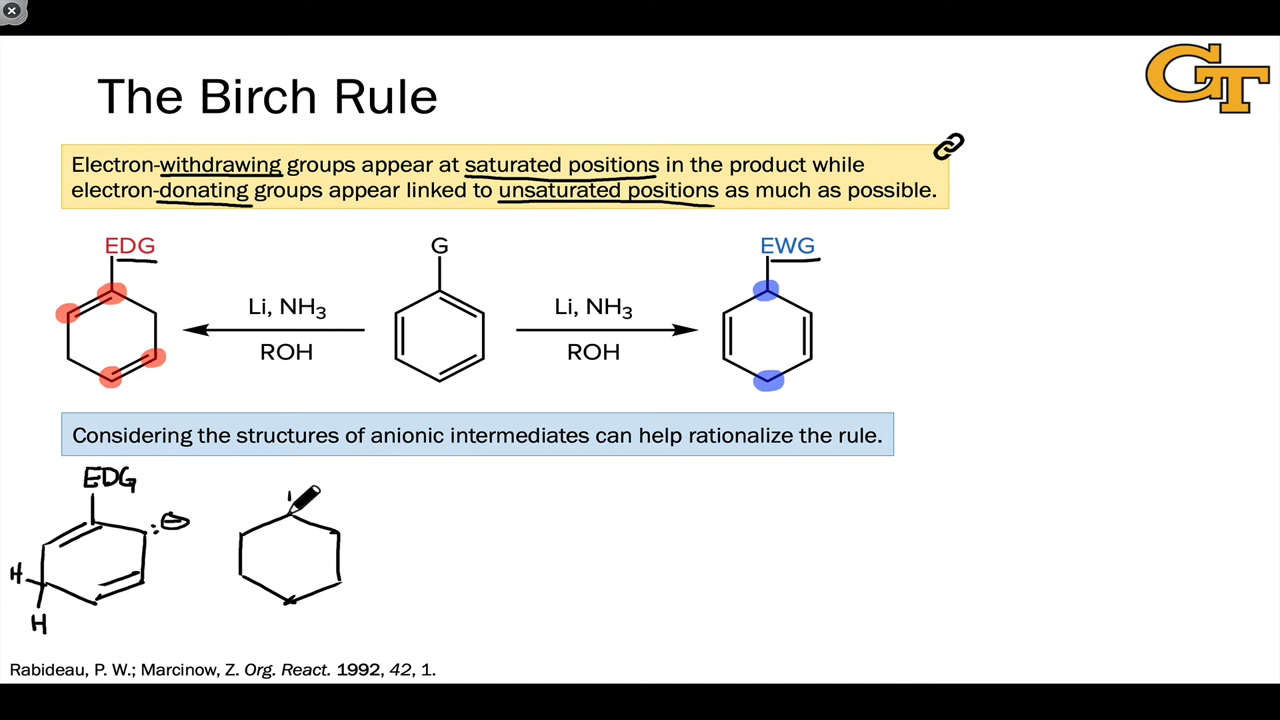 The Birch Rule
GT
Electron-withdrawing groups appear at saturated positions in the product while
electron-donating groups appear linked to unsaturated positions as much as possible.
EDG
G
EWG
Li, NH₃
ROH
Li, NH₃
ROH
Considering the structures of anionic intermediates can help rationalize the rule.
EDG
⊖
H
H
Rabideau, P. W.; Marcinow, Z. Org. React. 1992, 42, 1.